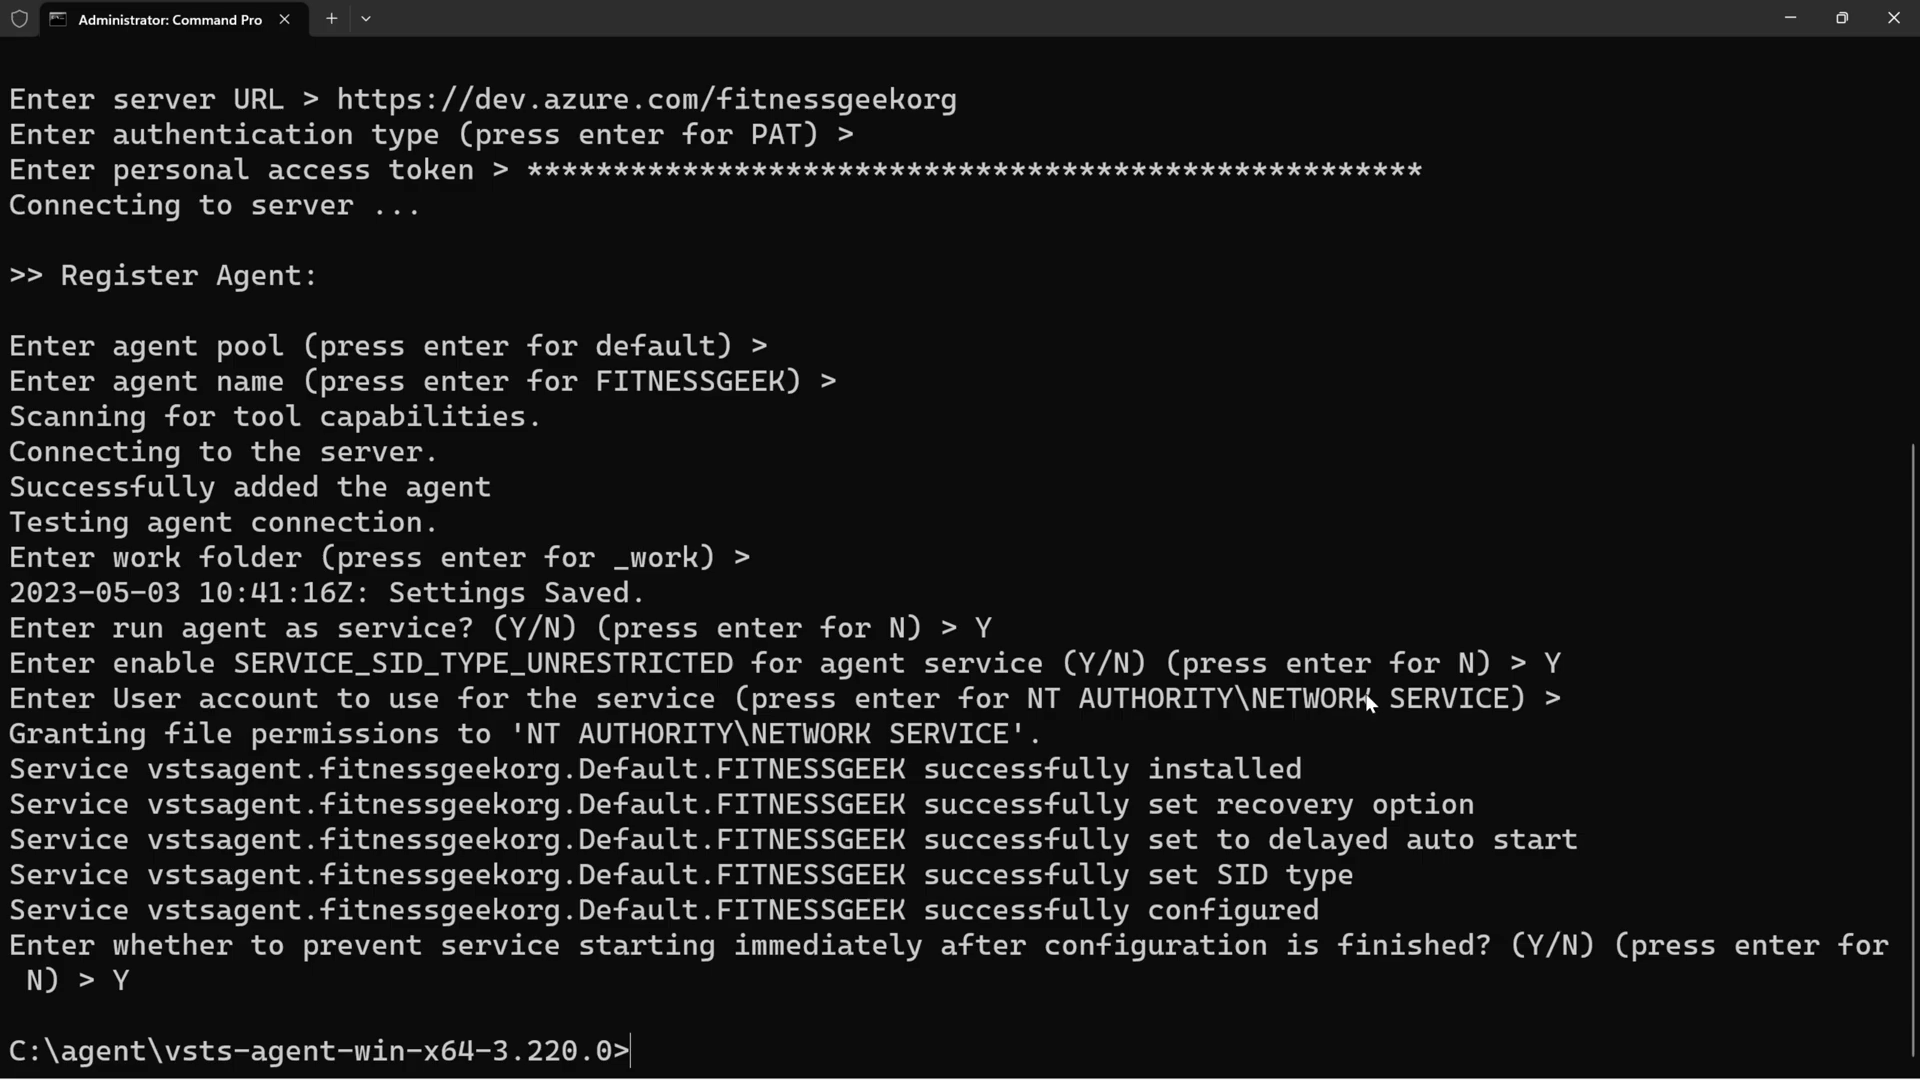 Administrator: Command Pro
Enter server URL > https://dev.azure.com/fitnessgeekorg
Enter authentication type (press enter for PAT) >
Enter personal access token > ****************************************************
Connecting to server ...
>> Register Agent:
Enter agent pool (press enter for default) >
Enter agent name (press enter for FITNESSGEEK) >
Scanning for tool capabilities.
Connecting to the server.
Successfully added the agent
Testing agent connection.
Enter work folder (press enter for _work) >
2023-05-03 10:41:16Z: Settings Saved.
Enter run agent as service? (Y/N) (press enter for N) > Y
Enter enable SERVICE_SID_TYPE_UNRESTRICTED for agent service (Y/N) (press enter for N) > Y
Enter User account to use for the service (press enter for NT AUTHORITY\NETWORK SERVICE) >
Granting file permissions to 'NT AUTHORITY\NETWORK SERVICE'.
Service vstsagent.fitnessgeekorg.Default.FITNESSGEEK successfully installed
Service vstsagent.fitnessgeekorg.Default.FITNESSGEEK successfully set recovery option
Service vstsagent.fitnessgeekorg.Default.FITNESSGEEK successfully set to delayed auto start
Service vstsagent.fitnessgeekorg.Default.FITNESSGEEK successfully set SID type
Service vstsagent.fitnessgeekorg.Default.FITNESSGEEK successfully configured
Enter whether to prevent service starting immediately after configuration is finished? (Y/N) (press enter for
N) > Y
C:\agent\vsts-agent-win-x64-3.220.0>